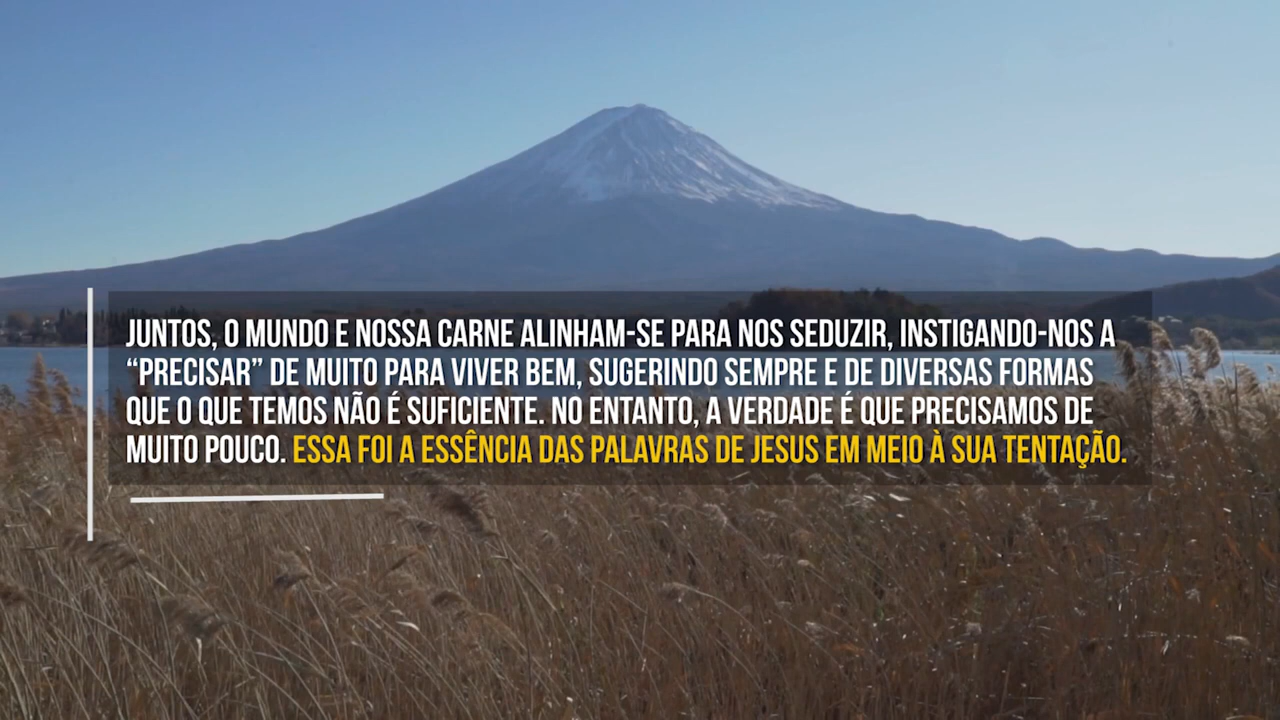 JUNTOS, O MUNDO E NOSSA CARNE ALINHAM-SE PARA NOS SEDUZIR, INSTIGANDO-NOS A
“PRECISAR” DE MUITO PARA VIVER BEM, SUGERINDO SEMPRE E DE DIVERSAS FORMAS
QUE O QUE TEMOS NÃO É SUFICIENTE. NO ENTANTO, A VERDADE É QUE PRECISAMOS DE
MUITO POUCO. ESSA FOI A ESSÊNCIA DAS PALAVRAS DE JESUS EM MEIO À SUA TENTAÇÃO.